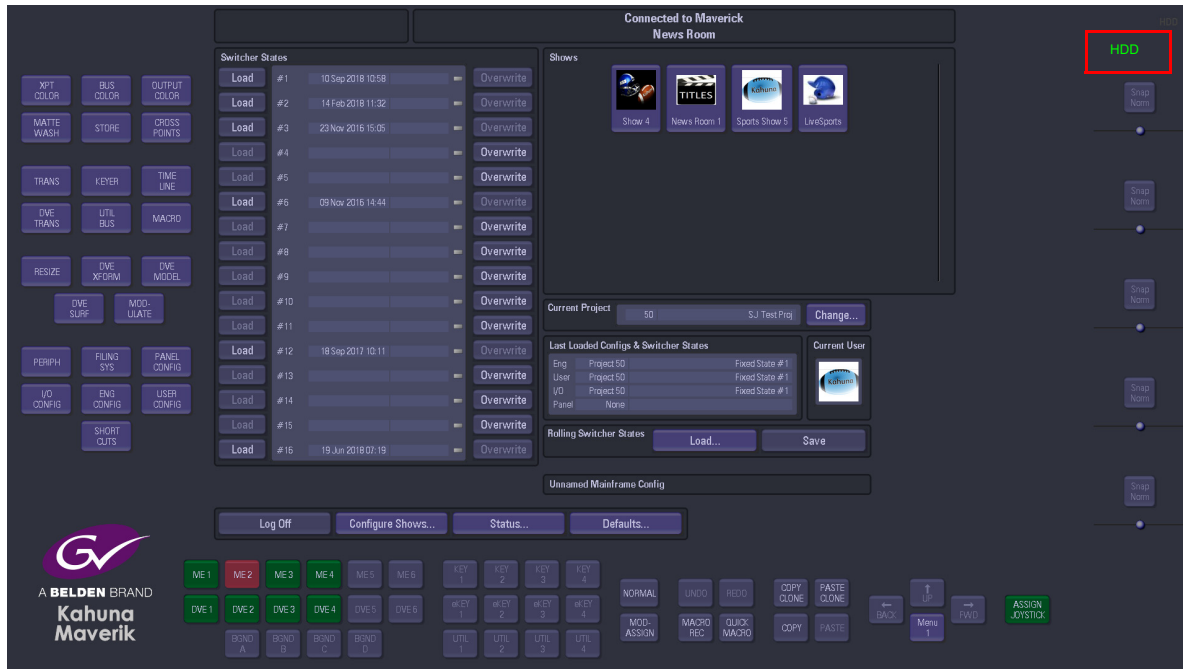 Connected to Maverick
News Room
HDD
HDD
Switcher States
Load #1 10 Sep 2018 10:58 Overwrite
Load #2 14 Feb 2018 11:32 Overwrite
Load #3 23 Nov 2016 15:05 Overwrite
Load #4 Overwrite
Load #5 Overwrite
Load #6 09 Nov 2016 14:44 Overwrite
Load #7 Overwrite
Load #8 Overwrite
Load #9 Overwrite
Load #10 Overwrite
Load #11 Overwrite
Load #12 18 Sep 2017 10:11 Overwrite
Load #13 Overwrite
Load #14 Overwrite
Load #15 Overwrite
Load #16 19 Jun 2018 07:19 Overwrite
Shows
TITLES
Kahuna
Show 4 News Room 1 Sports Show 5 LiveSports
Current Project 50 SJ Test Proj Change...
Last Loaded Configs & Switcher States
Eng Project 50 Fixed State #1
User Project 50 Fixed State #1
I/O Project 50 Fixed State #1
Panel None
Current User
Kahuna
Rolling Switcher States Load... Save
Unnamed Mainframe Config
Log Off Configure Shows... Status... Defaults...
XPT COLOR
BUS COLOR
OUTPUT COLOR
MATTE WASH
STORE
CROSS POINTS
TRANS
KEYER
TIME LINE
DVE TRANS
UTIL BUS
MACRO
RESIZE
DVE XFORM
DVE MODEL
DVE SURF
MOD-ULATE
PERIPH
FILING SYS
PANEL CONFIG
I/O CONFIG
ENG CONFIG
USER CONFIG
SHORT CUTS
Snap Norm
Snap Norm
Snap Norm
Snap Norm
Snap Norm
GV
A BELDEN BRAND
Kahuna
Maverik
ME 1 ME 2 ME 3 ME 4 ME 5 ME 6
DVE 1 DVE 2 DVE 3 DVE 4 DVE 5 DVE 6
BGND A BGND B BGND C BGND D
KEY 1 KEY 2 KEY 3 KEY 4
eKEY 1 eKEY 2 eKEY 3 eKEY 4
UTIL 1 UTIL 2 UTIL 3 UTIL 4
NORMAL
MOD-ASSIGN
UNDO REDO
MACRO REC QUICK MACRO
COPY CLONE PASTE CLONE
COPY PASTE
BACK
UP
Menu 1
FWD
ASSIGN JOYSTICK